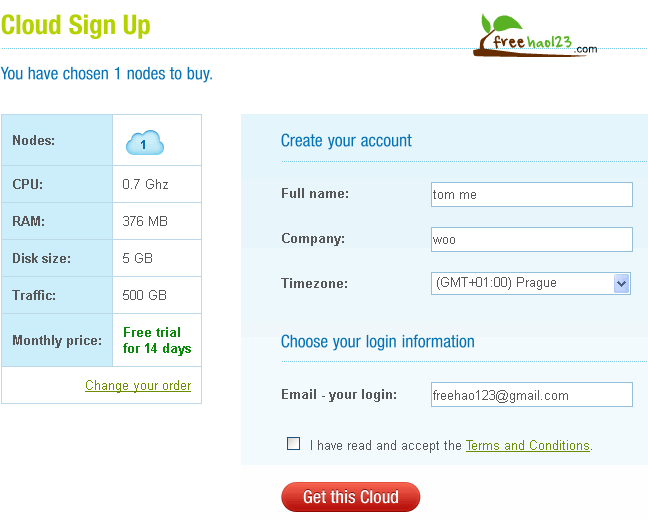 Cloud Sign Up
freehao123.com
You have chosen 1 nodes to buy.
Nodes: 1
CPU: 0.7 Ghz
RAM: 376 MB
Disk size: 5 GB
Traffic: 500 GB
Monthly price: Free trial
for 14 days
Change your order
Create your account
Full name: tom me
Company: woo
Timezone: (GMT+01:00) Prague
Choose your login information
Email - your login: freehao123@gmail.com
I have read and accept the Terms and Conditions.
Get this Cloud